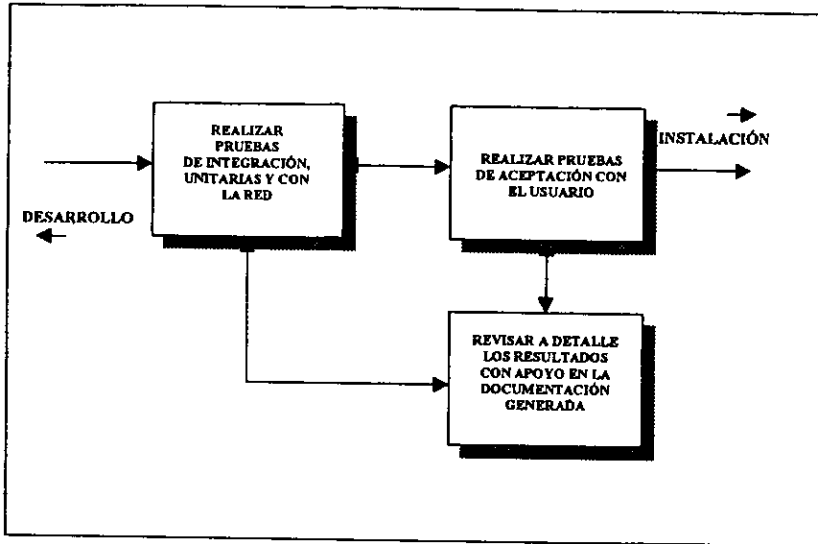 REALIZAR
PRUEBAS
DE INTEGRACIÓN,
UNITARIAS Y CON
LA RED
REALIZAR PRUEBAS
DE ACEPTACIÓN CON
EL USUARIO
INSTALACIÓN
DESARROLLO
REVISAR A DETALLE
LOS RESULTADOS
CON APOYO EN LA
DOCUMENTACIÓN
GENERADA